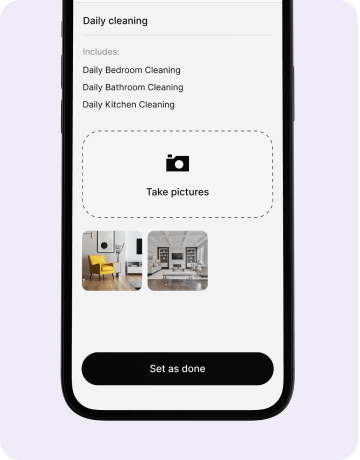 Daily cleaning
Includes:
Daily Bedroom Cleaning
Daily Bathroom Cleaning
Daily Kitchen Cleaning
Take pictures
Set as done